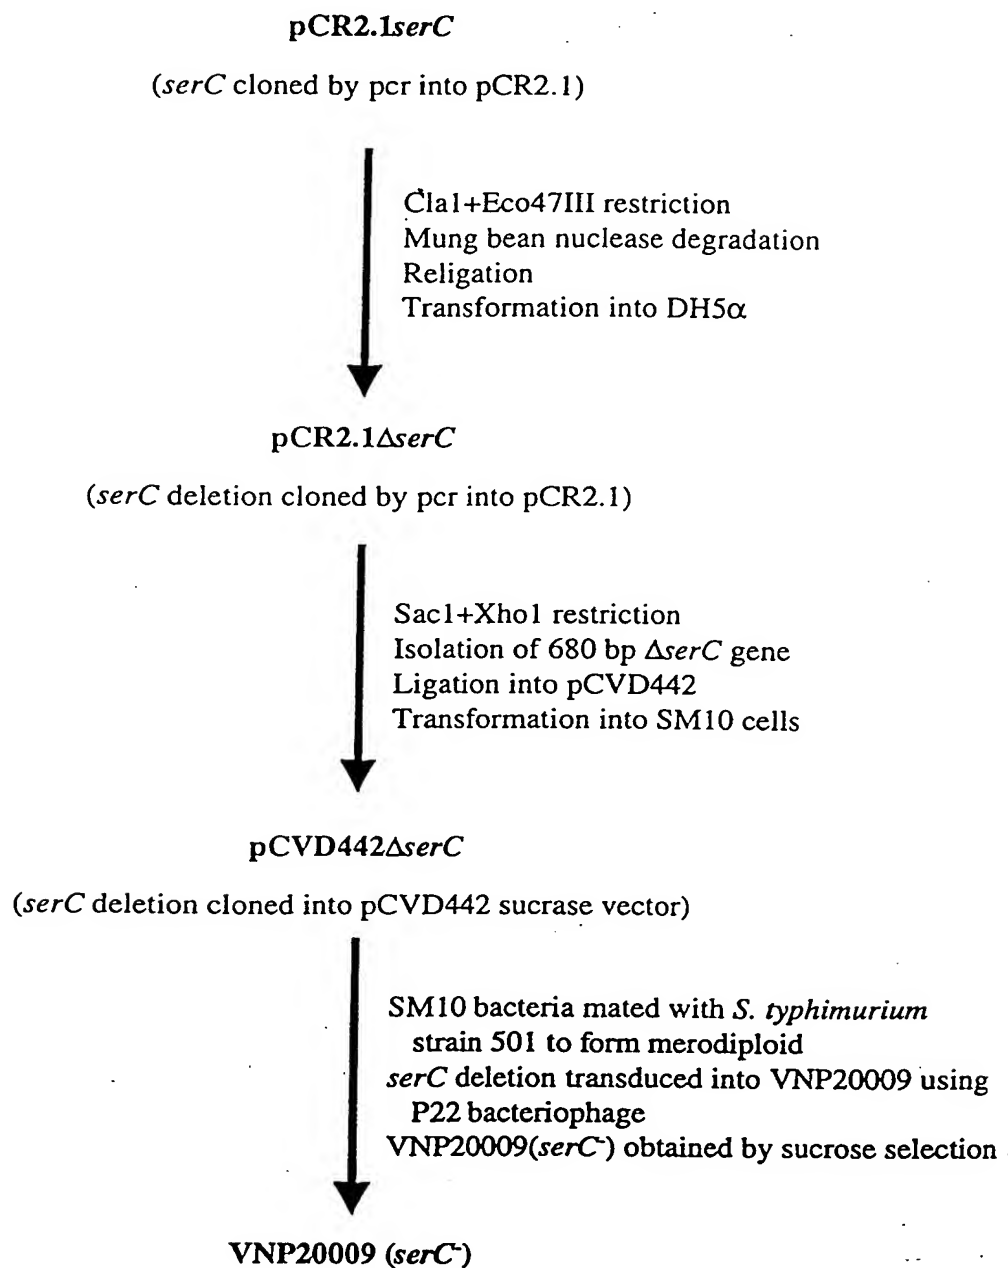 pCR2.1serC
(serC cloned by pcr into pCR2.1)
Cla1+Eco47III restriction
Mung bean nuclease degradation
Religation
Transformation into DH5α
pCR2.1ΔserC
(serC deletion cloned by pcr into pCR2.1)
Sac1+Xho1 restriction
Isolation of 680 bp ΔserC gene
Ligation into pCVD442
Transformation into SM10 cells
pCVD442ΔserC
(serC deletion cloned into pCVD442 sucrase vector)
SM10 bacteria mated with S. typhimurium
strain 501 to form merodiploid
serC deletion transduced into VNP20009 using
P22 bacteriophage
VNP20009(serC-) obtained by sucrose selection
VNP20009 (serC-)